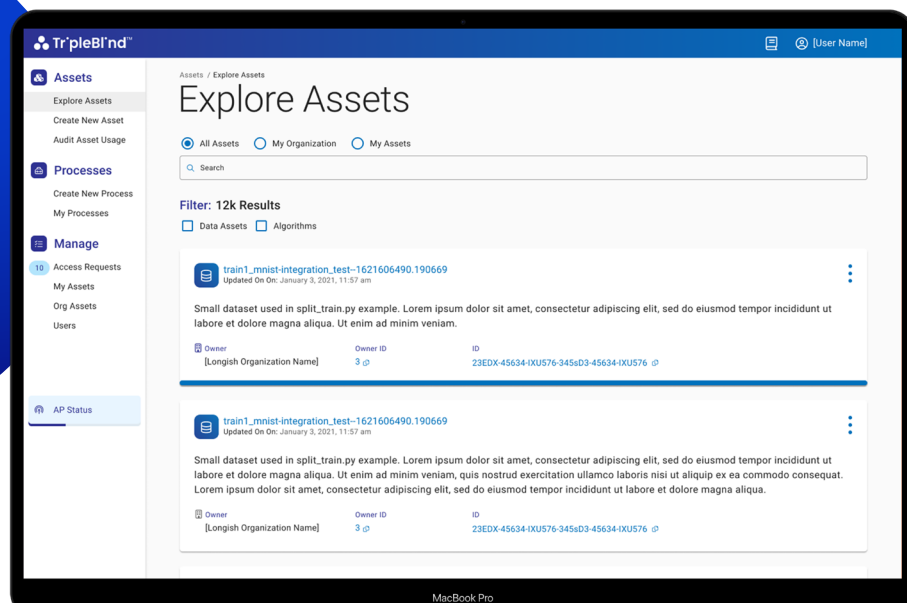 Tr·pleBl·nd™
[User Name]
Assets
Explore Assets
Create New Asset
Audit Asset Usage
Processes
Create New Process
My Processes
Manage
10 Access Requests
My Assets
Org Assets
Users
AP Status
Assets / Explore Assets
Explore Assets
All Assets My Organization My Assets
Search
Filter: 12k Results
Data Assets Algorithms
train1_mnist-integration_test--1621606490.190669
Updated On On: January 3, 2021, 11:57 am
Small dataset used in split_train.py example. Lorem ipsum dolor sit amet, consectetur adipiscing elit, sed do eiusmod tempor incididunt ut
labore et dolore magna aliqua. Ut enim ad minim veniam.
Owner Owner ID ID
[Longish Organization Name] 3 23EDX-45634-IXU576-345sD3-45634-IXU576
train1_mnist-integration_test--1621606490.190669
Updated On On: January 3, 2021, 11:57 am
Small dataset used in split_train.py example. Lorem ipsum dolor sit amet, consectetur adipiscing elit, sed do eiusmod tempor incididunt ut
labore et dolore magna aliqua. Ut enim ad minim veniam, quis nostrud exercitation ullamco laboris nisi ut aliquip ex ea commodo consequat.
Lorem ipsum dolor sit amet, consectetur adipiscing elit, sed do eiusmod tempor incididunt ut labore et dolore magna aliqua.
Owner Owner ID ID
[Longish Organization Name] 3 23EDX-45634-IXU576-345sD3-45634-IXU576
MacBook Pro